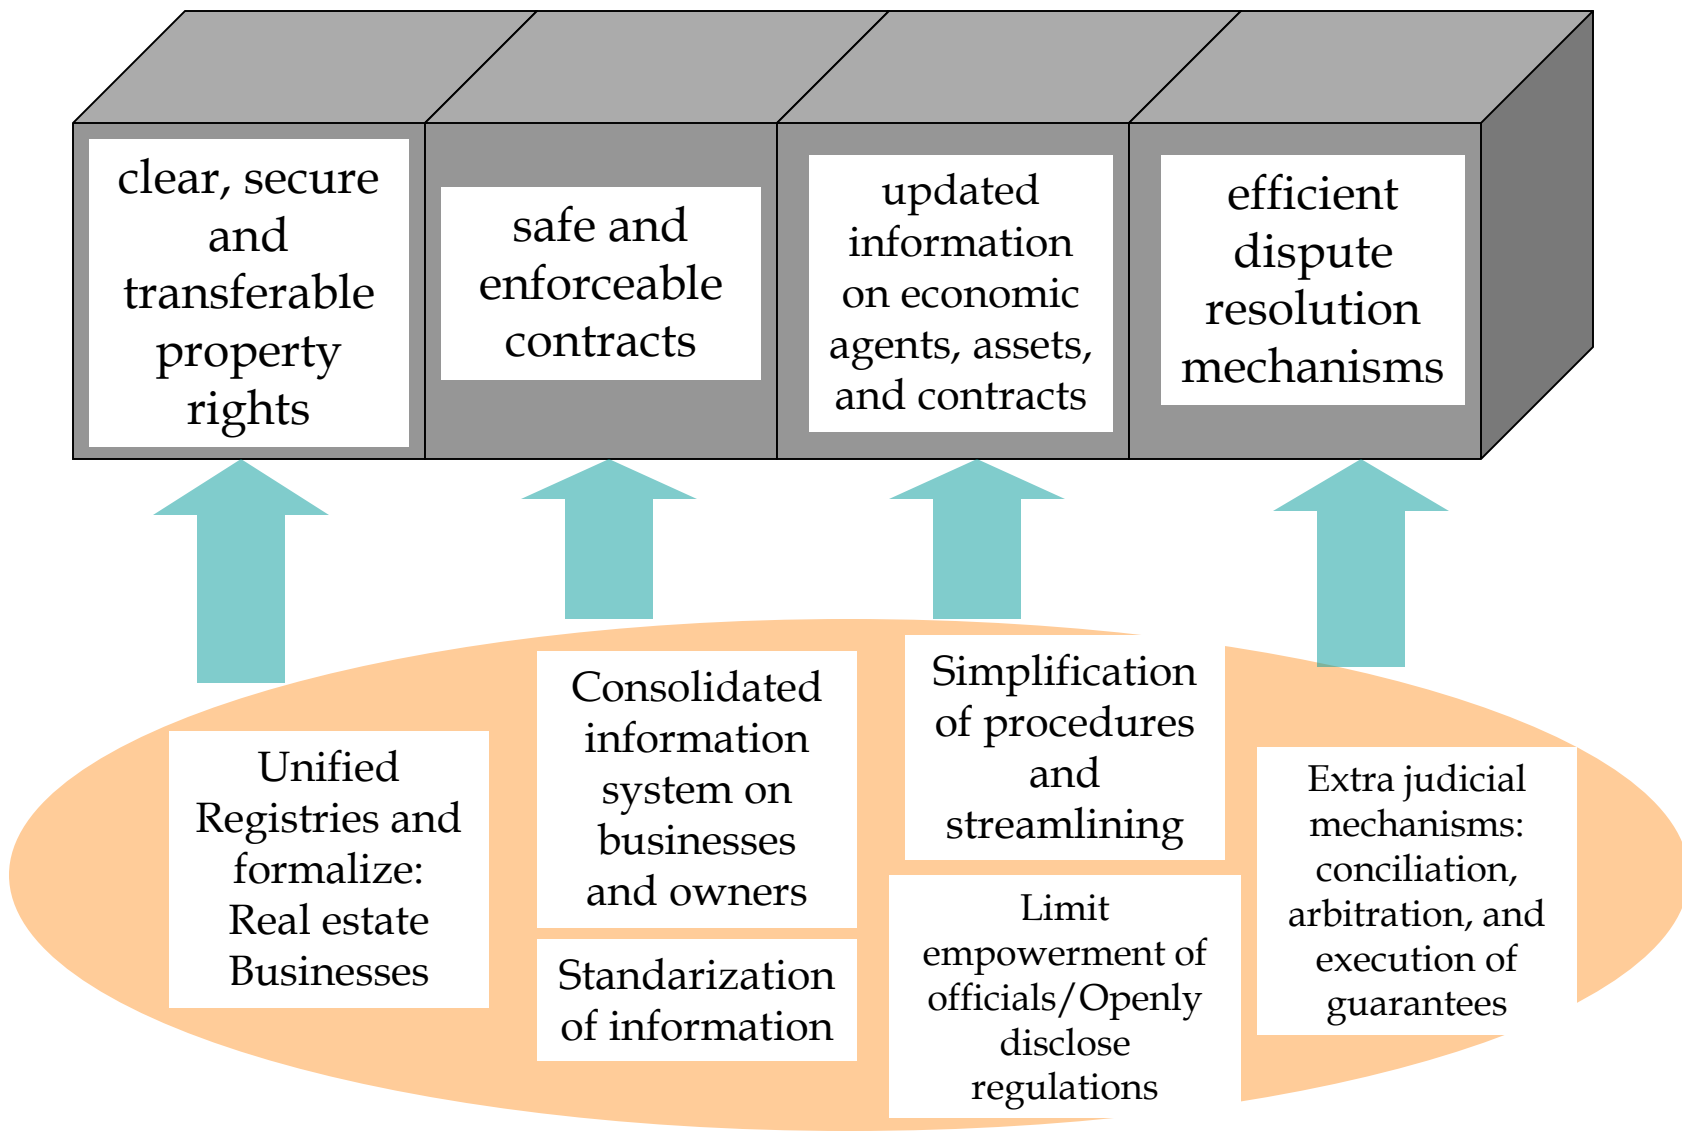 clear, secure
and
transferable
property
rights
safe and
enforceable
contracts
updated
information
on economic
agents, assets,
and contracts
efficient
dispute
resolution
mechanisms
Unified
Registries and
formalize:
Real estate
Businesses
Consolidated
information
system on
businesses
and owners
Standarization
of information
Simplification
of procedures
and
streamlining
Limit
empowerment of
officials/Openly
disclose
regulations
Extra judicial
mechanisms:
conciliation,
arbitration, and
execution of
guarantees